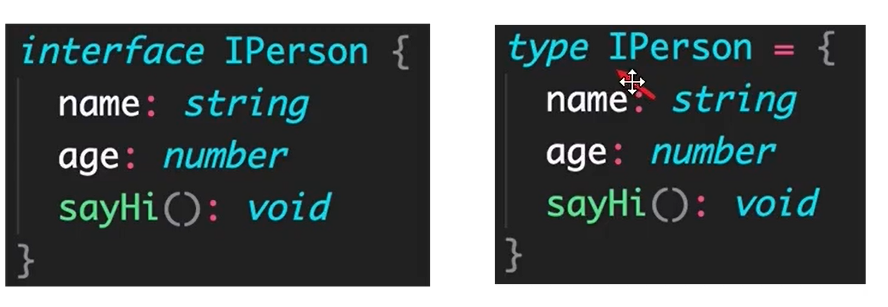 interface IPerson {
name: string
age: number
sayHi(): void
}
type IPerson = {
name: string
age: number
sayHi(): void
}